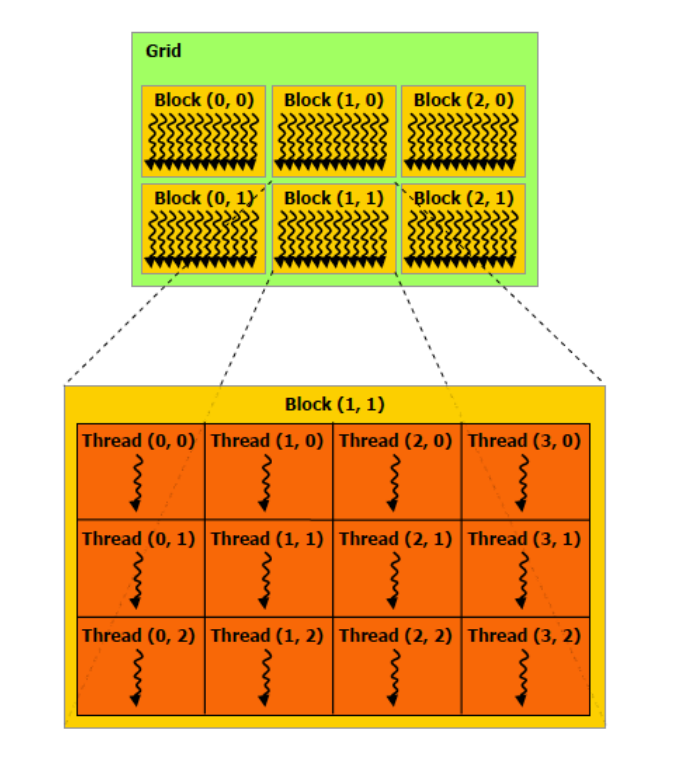 Grid
Block (0, 0) Block (1, 0) Block (2, 0)
Block (0, 1) Block (1, 1) Block (2, 1)
Block (1, 1)
Thread (0, 0) Thread (1, 0) Thread (2, 0) Thread (3, 0)
Thread (0, 1) Thread (1, 1) Thread (2, 1) Thread (3, 1)
Thread (0, 2) Thread (1, 2) Thread (2, 2) Thread (3, 2)